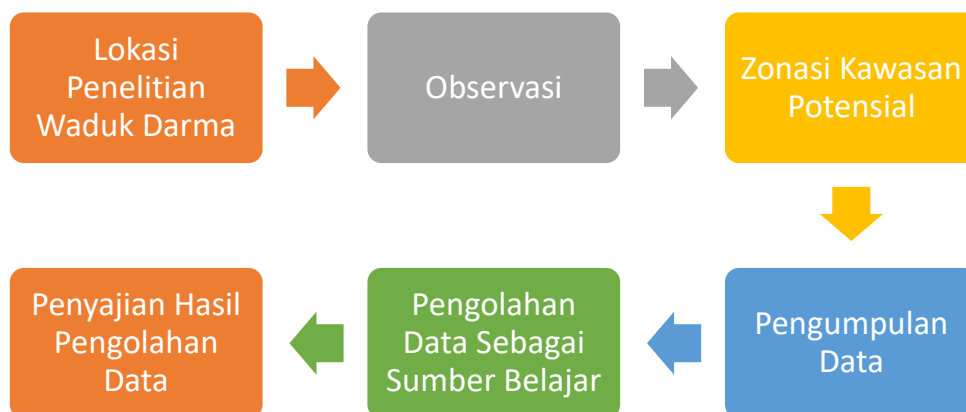 Lokasi
Penelitian
Waduk Darma
Observasi
Zonasi Kawasan
Potensial
Pengumpulan
Data
Pengolahan
Data Sebagai
Sumber Belajar
Penyajian Hasil
Pengolahan
Data